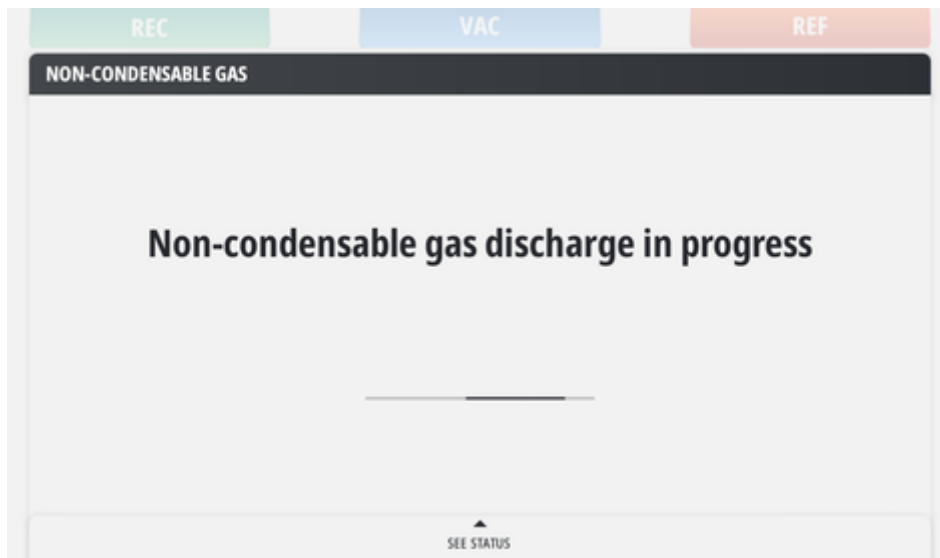 REC VAC REF
NON-CONDENSABLE GAS
Non-condensable gas discharge in progress
SEE STATUS